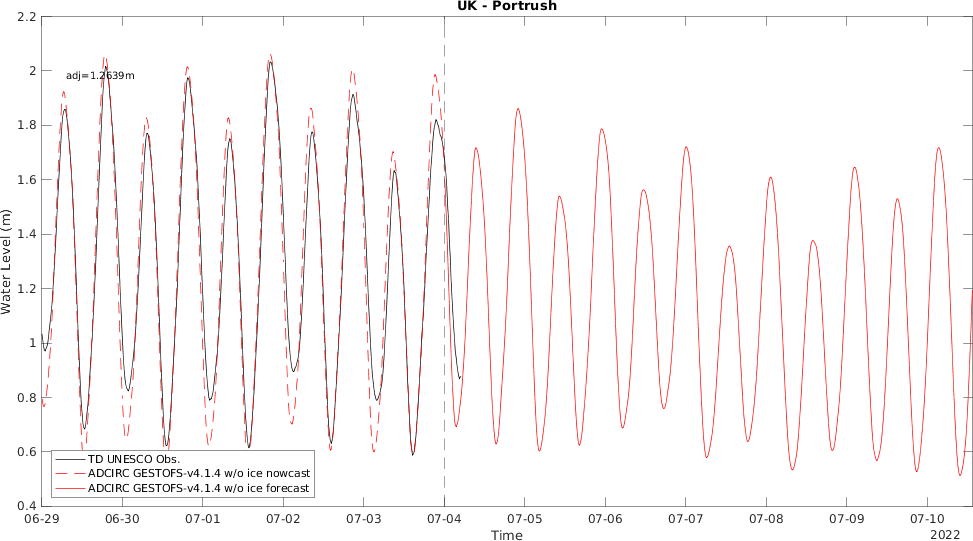 UK - Portrush
2.2
2
adj=1.2639m
1.8
1.6
1.4
1.2
1
0.8
0.6
0.4
Water Level (m)
TD UNESCO Obs.
ADCIRC GESTOFS-v4.1.4 w/o ice nowcast
ADCIRC GESTOFS-v4.1.4 w/o ice forecast
06-29 06-30 07-01 07-02 07-03 07-04 07-05 07-06 07-07 07-08 07-09 07-10
Time
2022